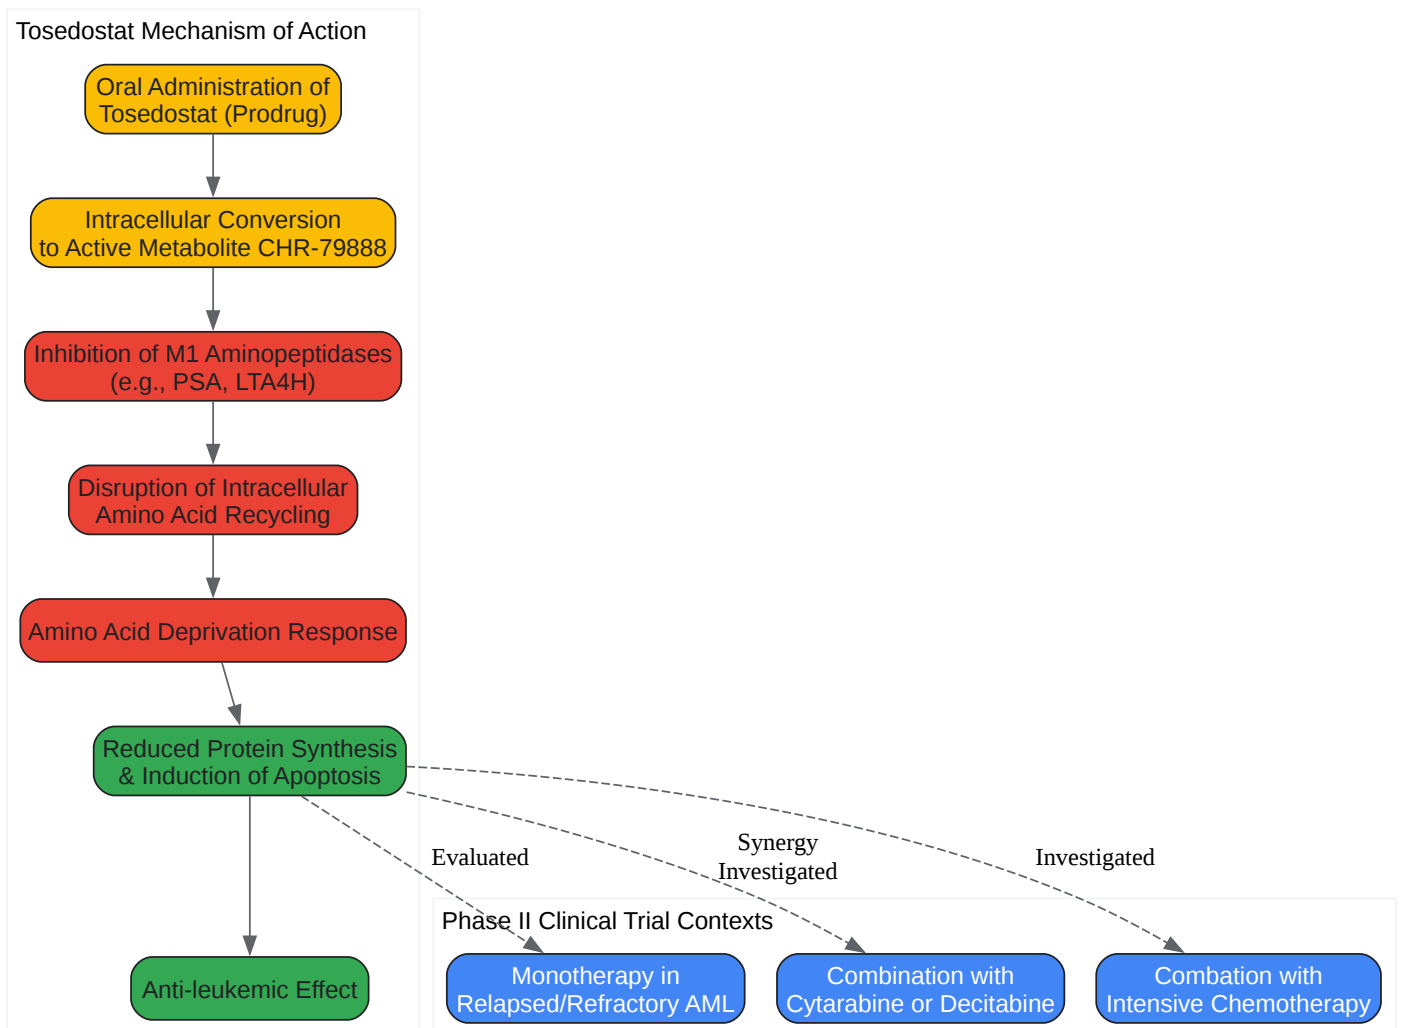 Tosedostat Mechanism of Action
Oral Administration of
Tosedostat (Prodrug)
Intracellular Conversion
to Active Metabolite CHR-79888
Inhibition of M1 Aminopeptidases
(e.g., PSA, LTA4H)
Disruption of Intracellular
Amino Acid Recycling
Amino Acid Deprivation Response
Reduced Protein Synthesis
& Induction of Apoptosis
Evaluated
Synergy
Investigated
Investigated
Phase II Clinical Trial Contexts
Anti-leukemic Effect
Monotherapy in
Relapsed/Refractory AML
Combination with
Cytarabine or Decitabine
Combation with
Intensive Chemotherapy